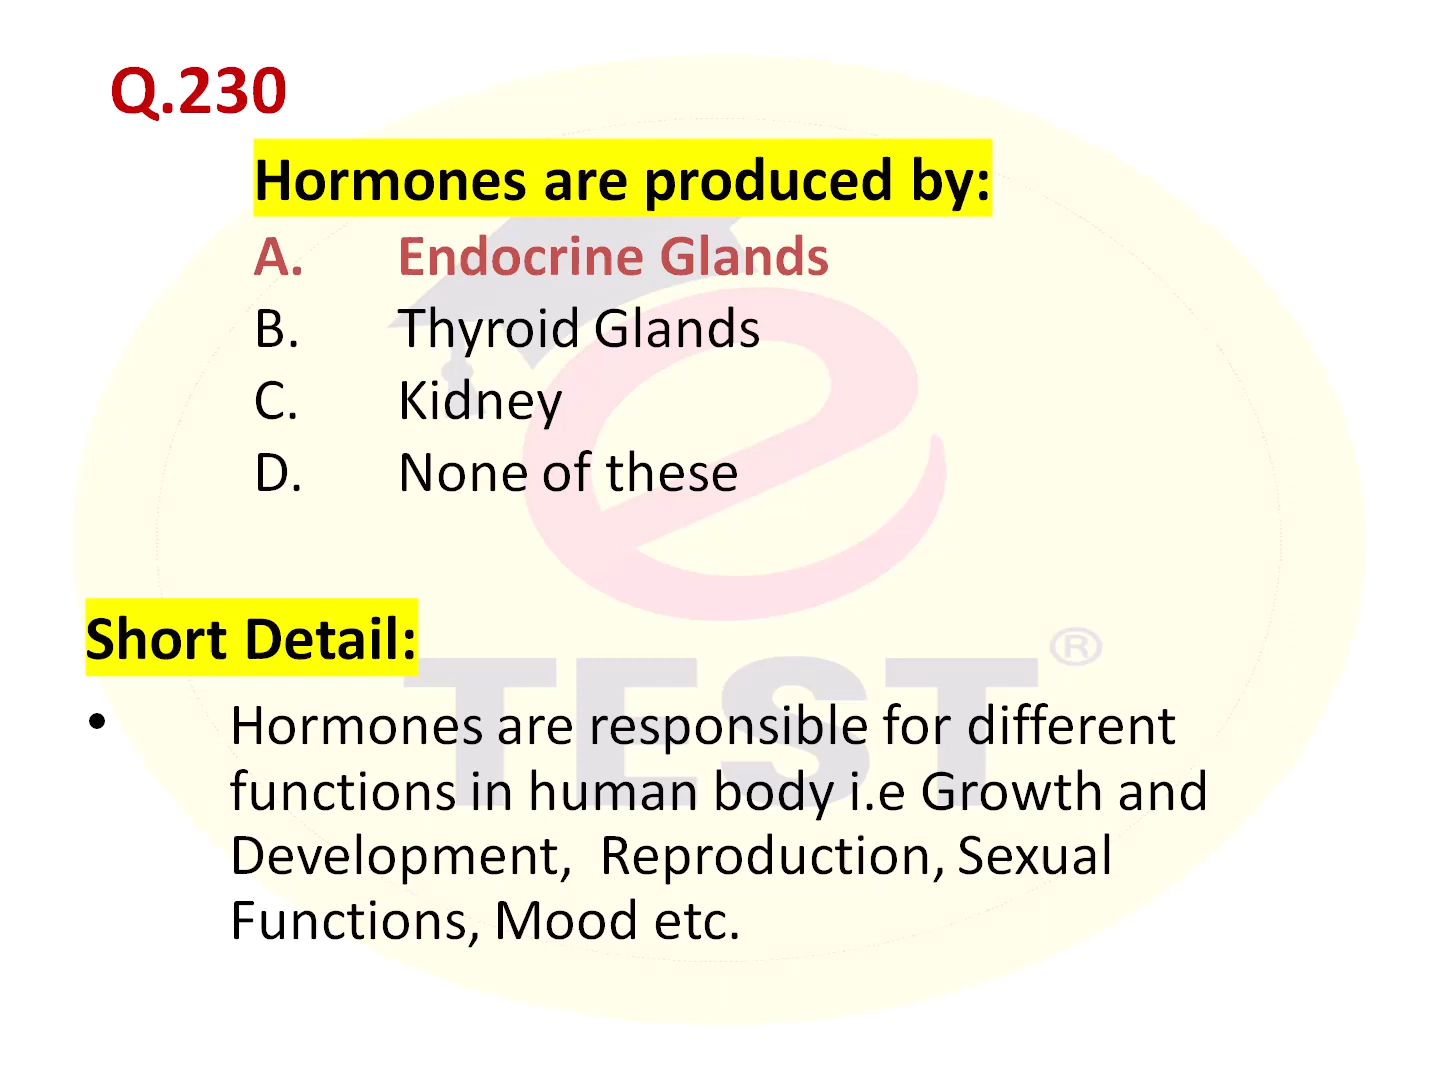 Q.230
Hormones are produced by:
A. Endocrine Glands
B. Thyroid Glands
C. Kidney
D. None of these
Short Detail:
• Hormones are responsible for different
functions in human body i.e Growth and
Development, Reproduction, Sexual
Functions, Mood etc.
e
TEST®